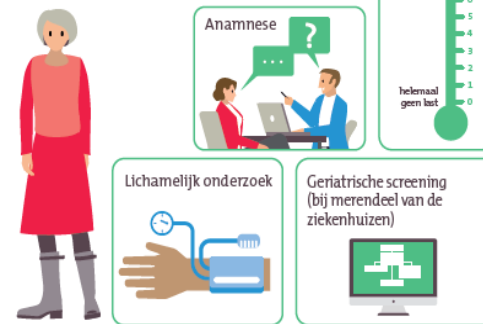 Anamnese
?
...
5
4
3
2
1
0
helemaal
geen last
Lichamelijk onderzoek
Geriatrische screening
(bij merendeel van de
ziekenhuizen)